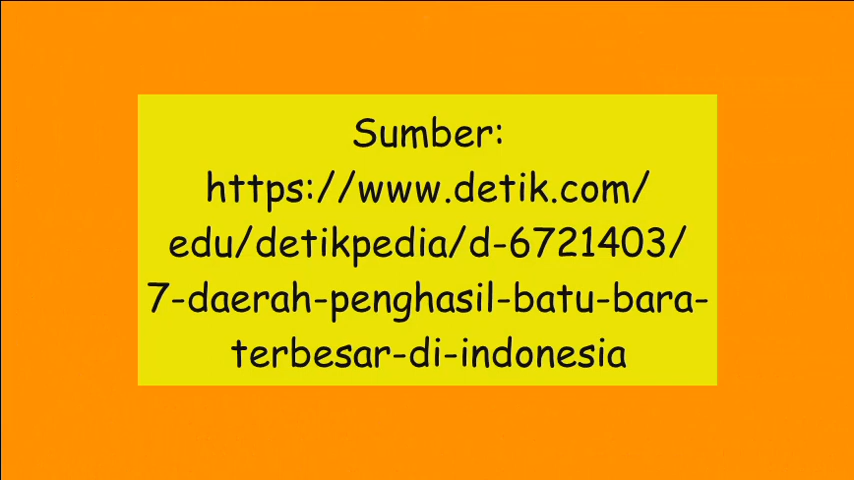 Sumber:
https://www.detik.com/
edu/detikpedia/d-6721403/
7-daerah-penghasil-batu-bara-
terbesar-di-indonesia